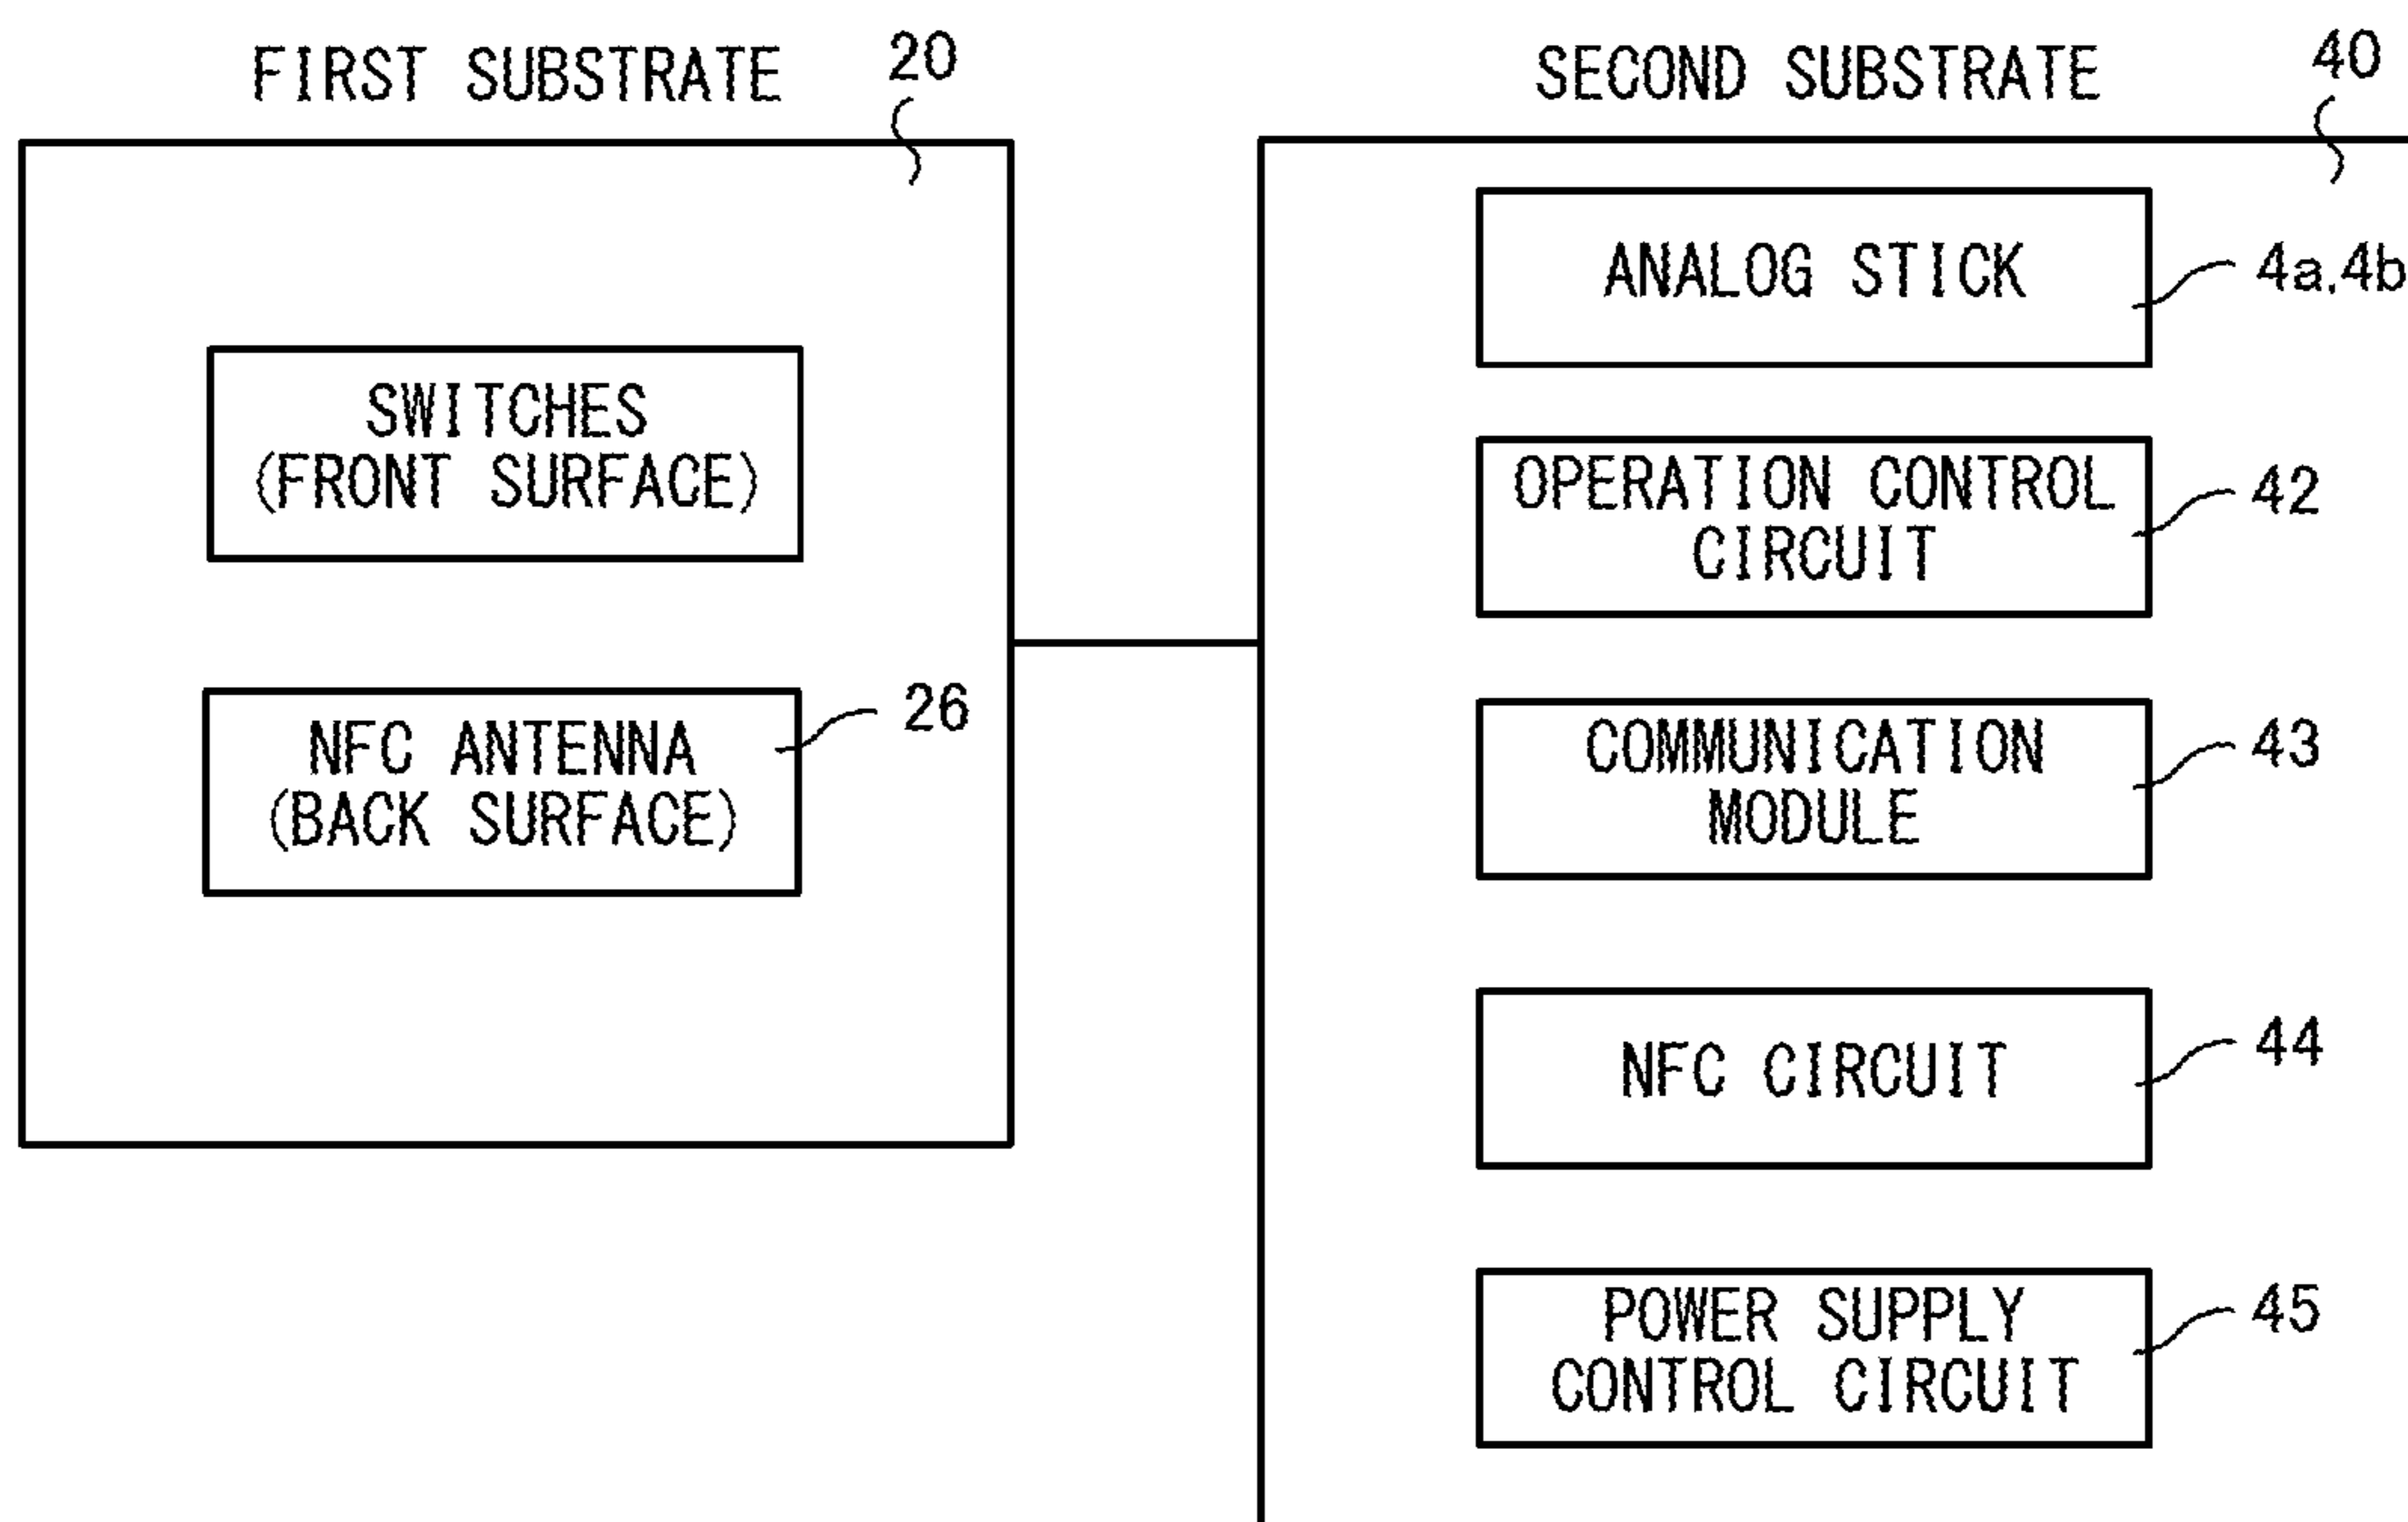 FIRST SUBSTRATE 20
SWITCHES
(FRONT SURFACE)
NFC ANTENNA
(BACK SURFACE)
26
SECOND SUBSTRATE 40
ANALOG STICK
4a,4b
OPERATION CONTROL
CIRCUIT
42
COMMUNICATION
MODULE
43
NFC CIRCUIT
44
POWER SUPPLY
CONTROL CIRCUIT
45